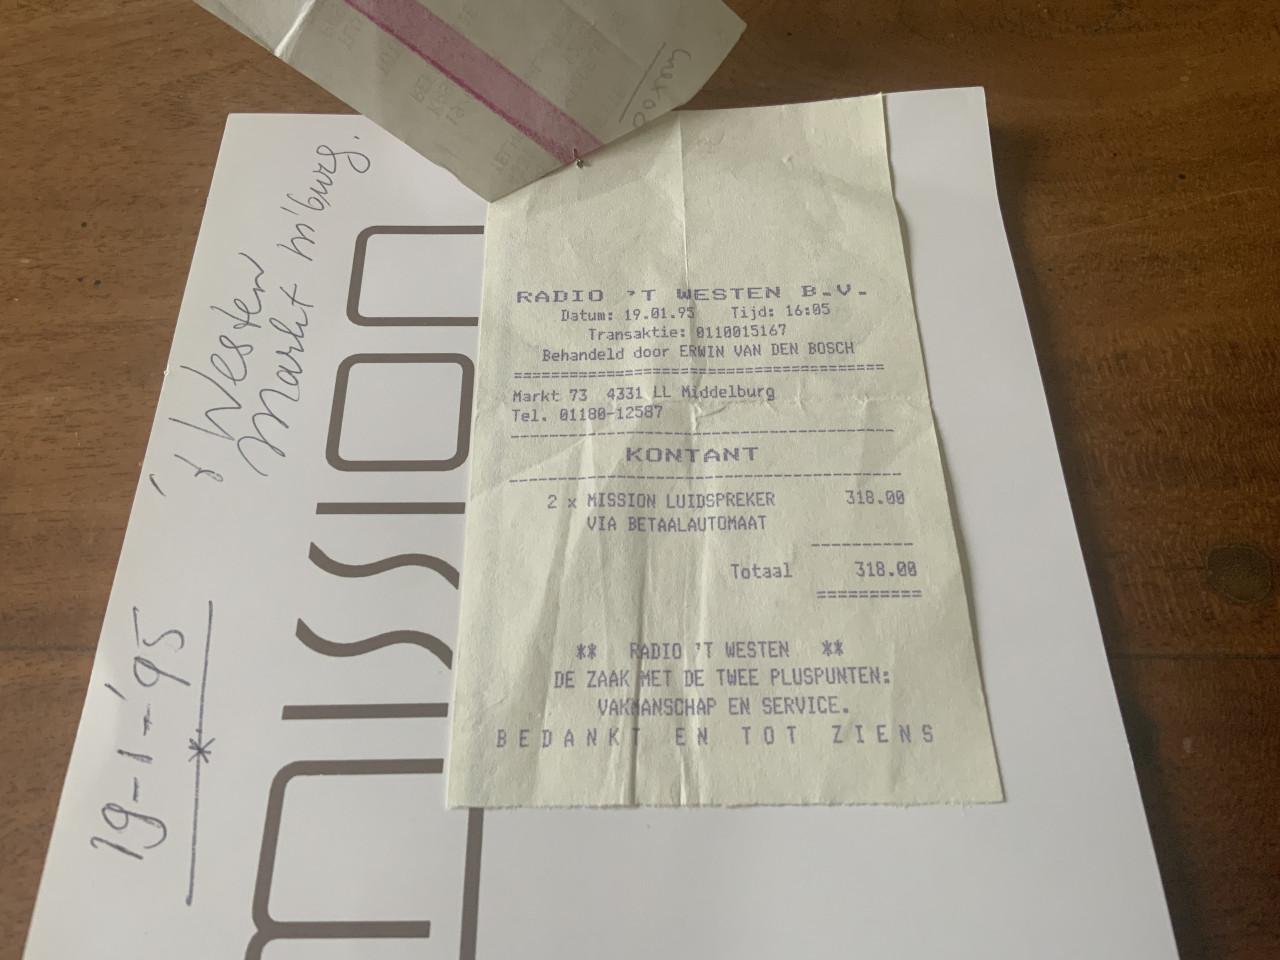 RADIO 'T WESTEN B.V.
Datum: 19.01.95 Tijd: 16:05
Transaktie: 0110015167
Behandeld door ERWIN VAN DEN BOSCH
Markt 73 4331 LL Middelburg
Tel. 01180-12587
KONTANT
2 x MISSION LUIDSPREKER 318.00
VIA BETAALAUTOMAAT
Totaal 318.00
** RADIO 'T WESTEN **
DE ZAAK MET DE TWEE PLUSPUNTEN:
VAKMANSCHAP EN SERVICE.
BEDANKT EN TOT ZIENS
mission
19-1-'95
't Westen
Markt M'burg.